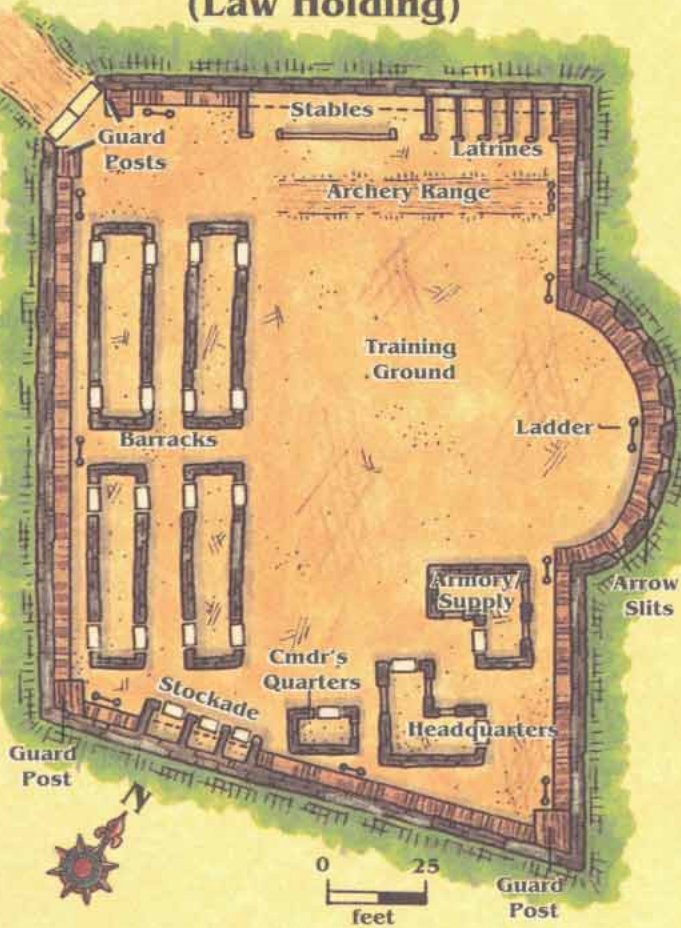 (Law Holding)
Stables
Guard
Posts
Latrines
Archery Range
Training
Ground
Ladder
Barracks
Armory/
Supply
Arrow
Slits
Cmdr's
Quarters
Stockade
Headquarters
Guard
Post
N
0 25
feet
Guard
Post